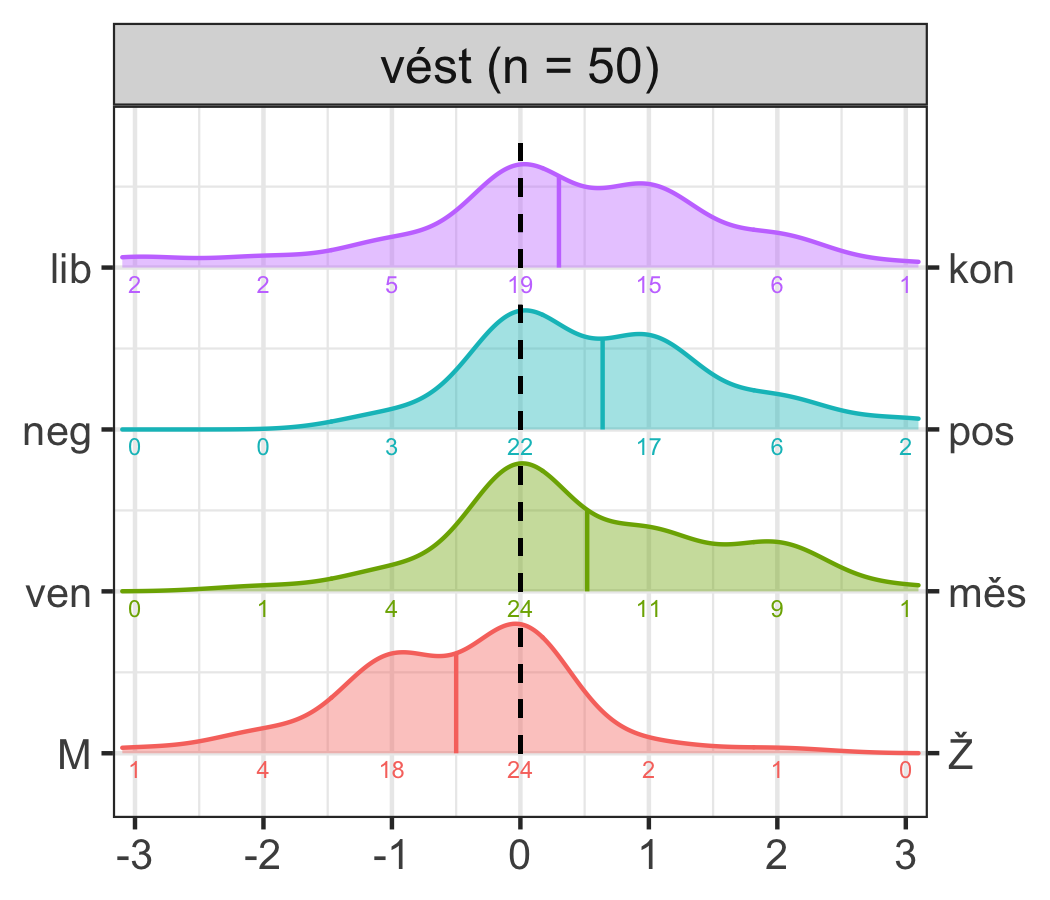 vést (n = 50)
lib kon
2 2 5 19 15 6 1
neg pos
0 0 3 22 17 6 2
ven měs
0 1 4 24 11 9 1
M Ž
1 4 18 24 2 1 0
-3 -2 -1 0 1 2 3